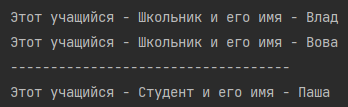 Этот учащийся - Школьник и его имя - Влад
Этот учащийся - Школьник и его имя - Вова
-----------------------------------
Этот учащийся - Студент и его имя - Паша